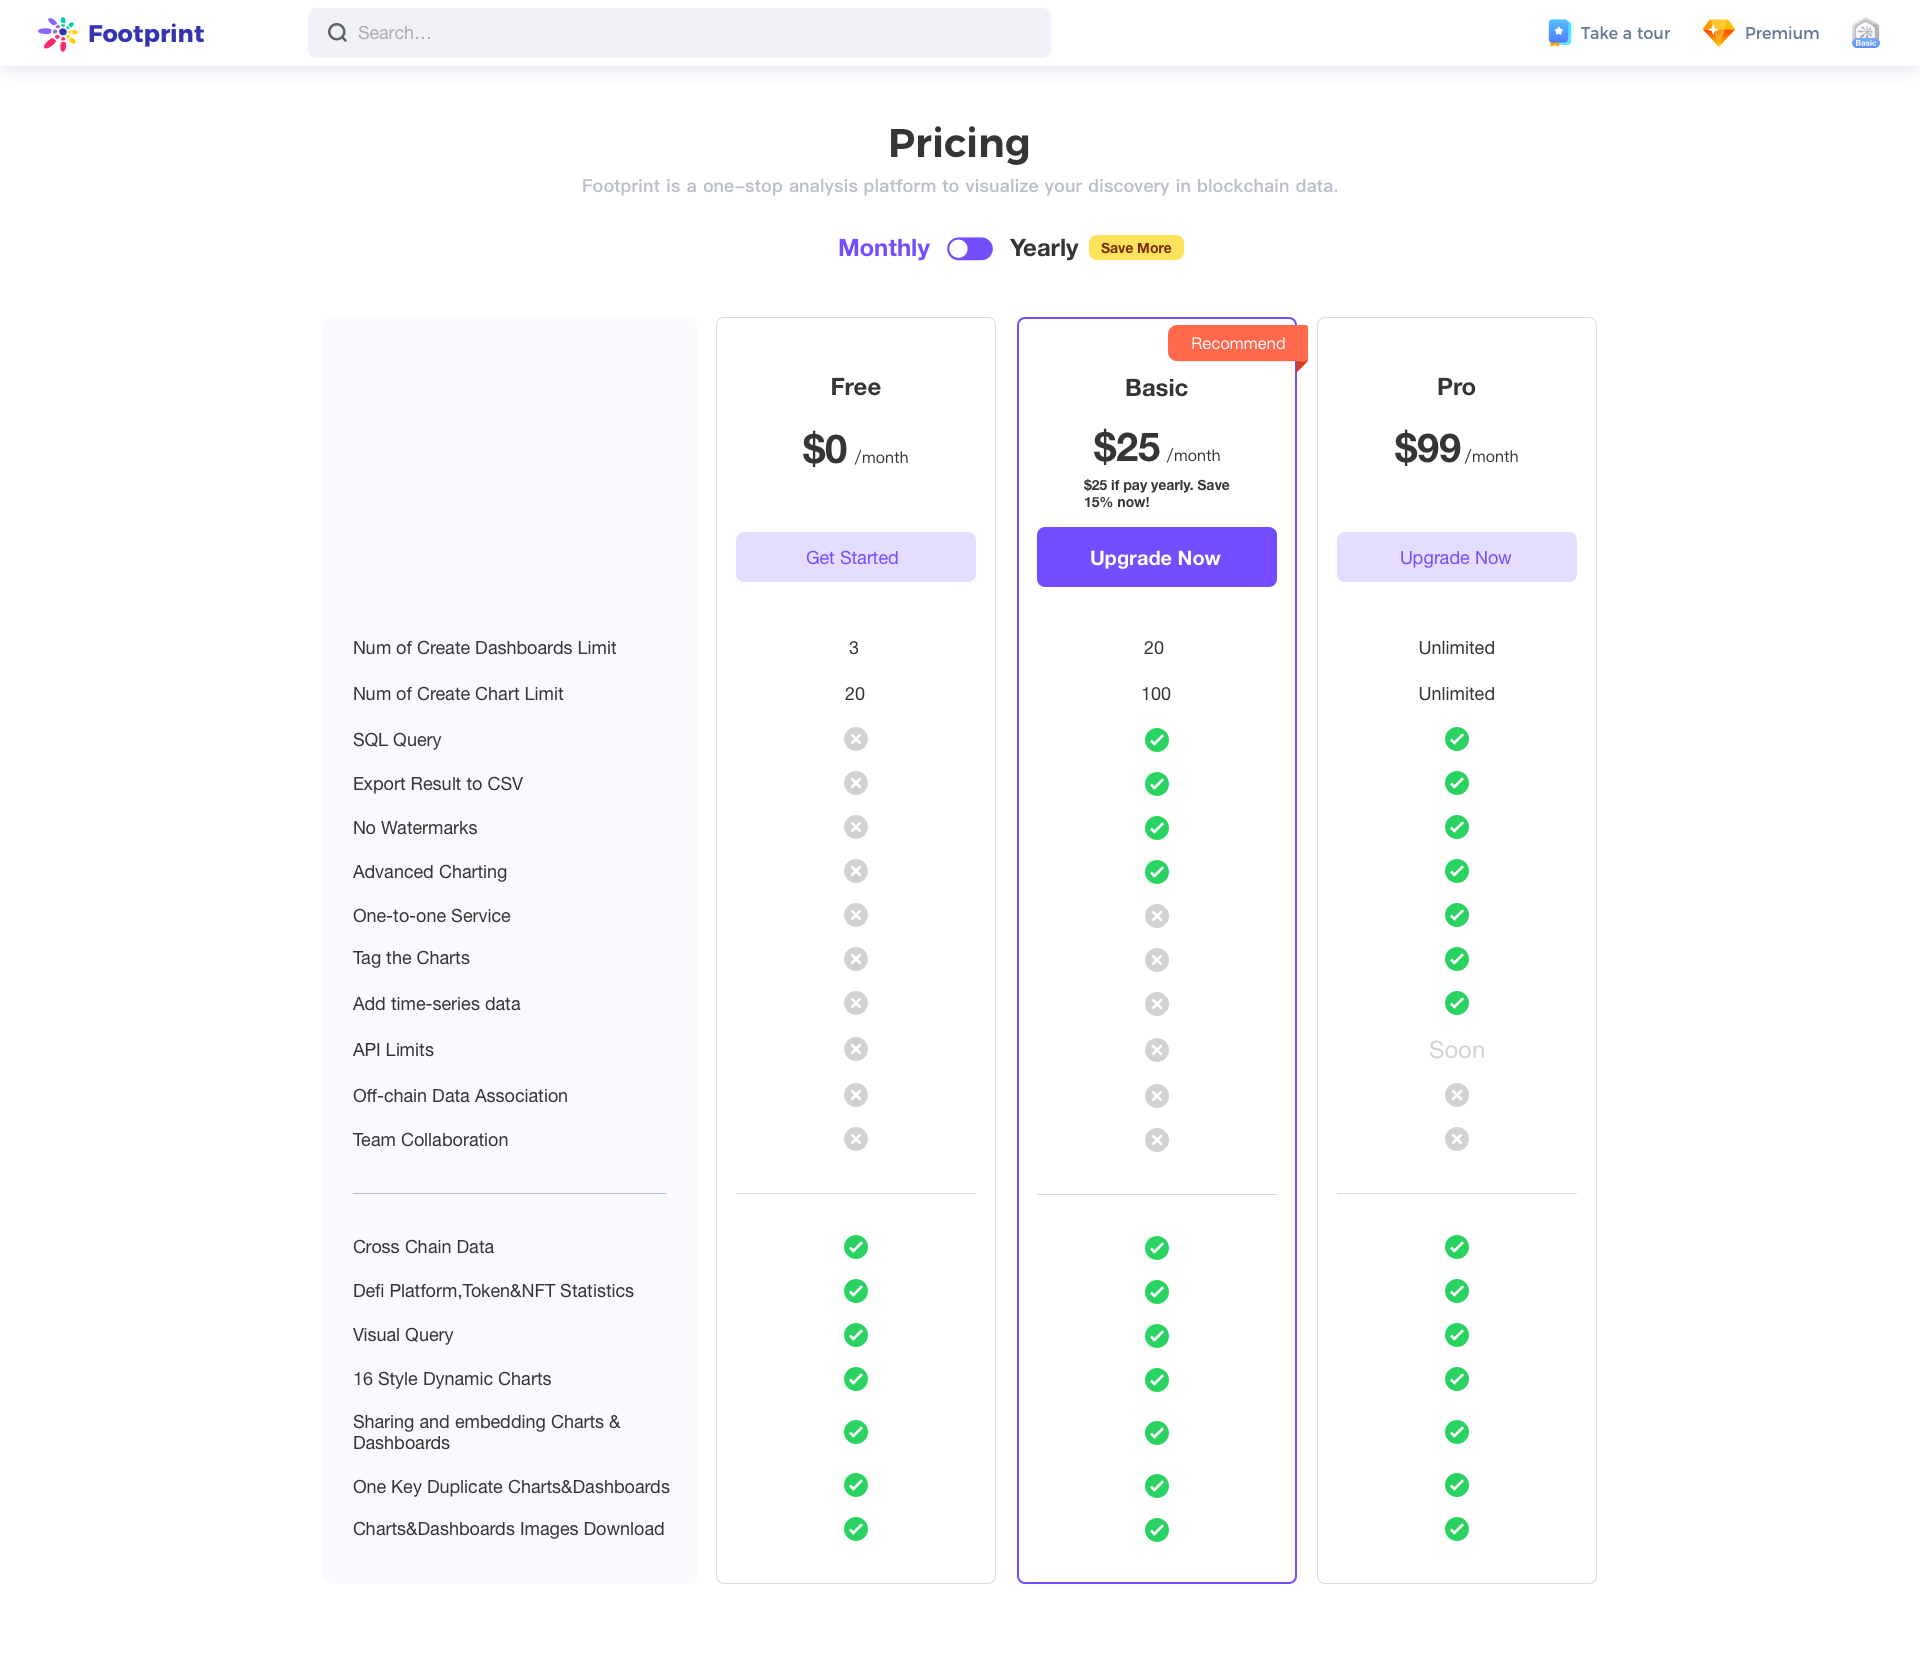 Footprint
Search...
Take a tour
Premium
Basic
Pricing
Footprint is a one-stop analysis platform to visualize your discovery in blockchain data.
Monthly
Yearly
Save More
Recommend
Free
Basic
Pro
$0 /month
$25 /month
$99 /month
$25 if pay yearly. Save
15% now!
Get Started
Upgrade Now
Upgrade Now
Num of Create Dashboards Limit
3
20
Unlimited
Num of Create Chart Limit
20
100
Unlimited
SQL Query
Export Result to CSV
No Watermarks
Advanced Charting
One-to-one Service
Tag the Charts
Add time-series data
API Limits
Soon
Off-chain Data Association
Team Collaboration
Cross Chain Data
Defi Platform,Token&NFT Statistics
Visual Query
16 Style Dynamic Charts
Sharing and embedding Charts &
Dashboards
One Key Duplicate Charts&Dashboards
Charts&Dashboards Images Download